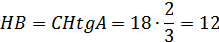 HB = CHtgA = 18 · 2/3 = 12